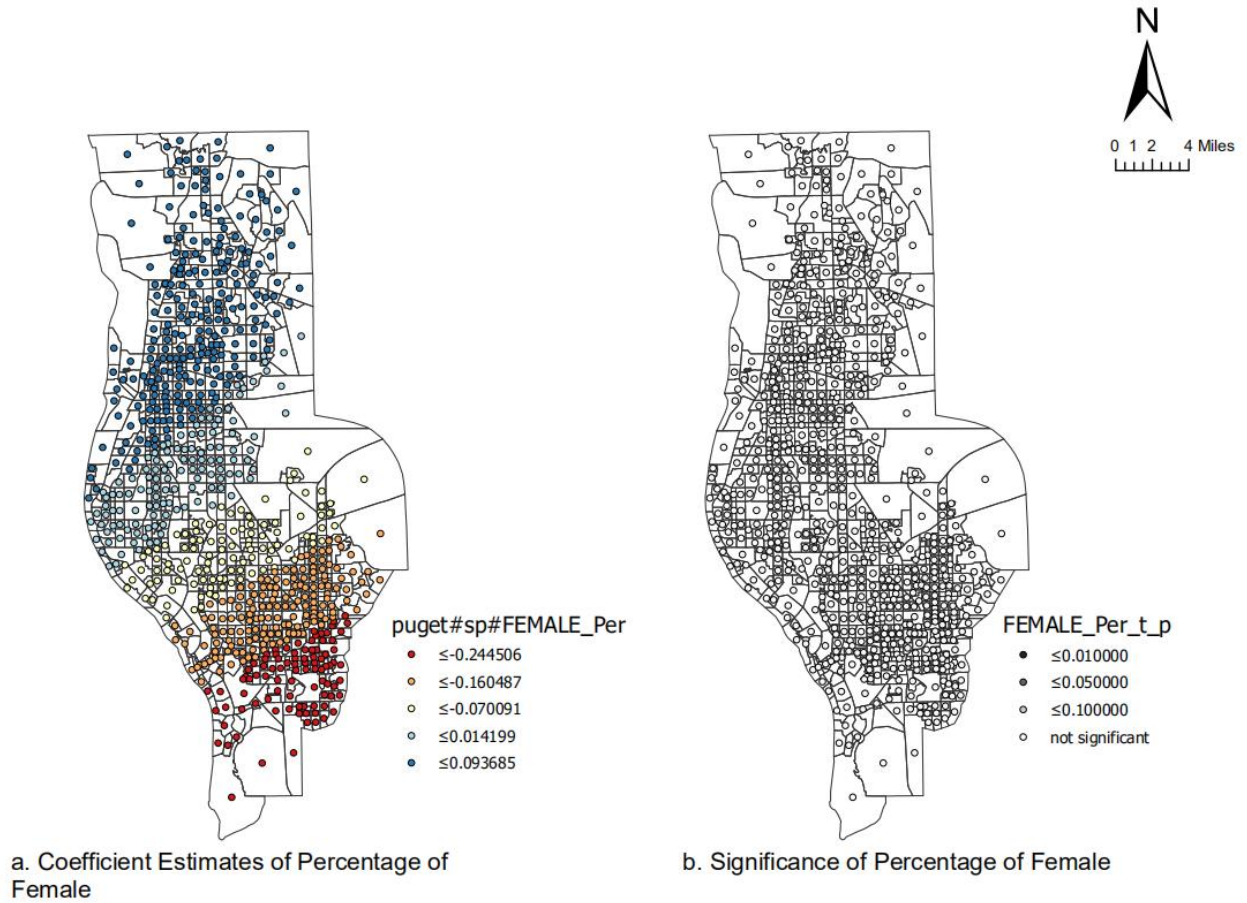 N
0 1 2 4 Miles
puget#sp#FEMALE_Per
≤-0.244506
≤-0.160487
≤-0.070091
≤0.014199
≤0.093685
FEMALE_Per_t_p
≤0.010000
≤0.050000
≤0.100000
not significant
a. Coefficient Estimates of Percentage of
Female
b. Significance of Percentage of Female